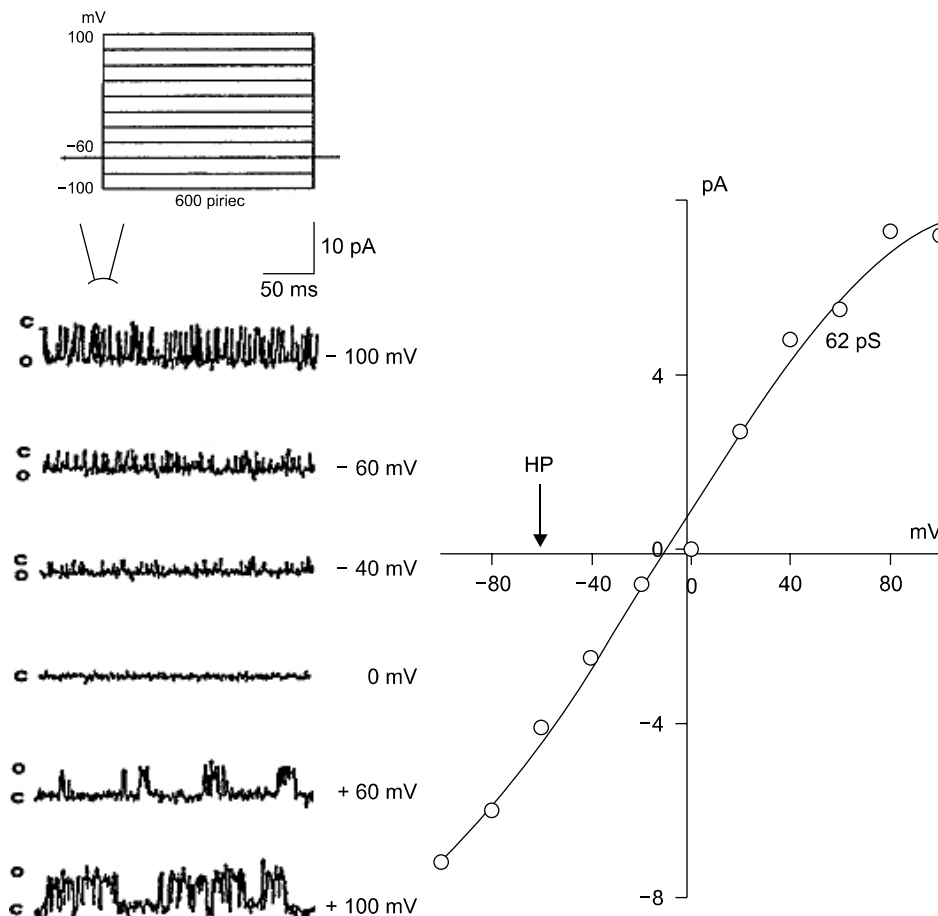 mV
100
−60
−100
600 piriec
10 pA
50 ms
C
O
− 100 mV
C
O
− 60 mV
C
O
− 40 mV
C
0 mV
O
C
+ 60 mV
O
C
+ 100 mV
pA
62 pS
4
HP
0
mV
−80
−40
0
40
80
−4
−8